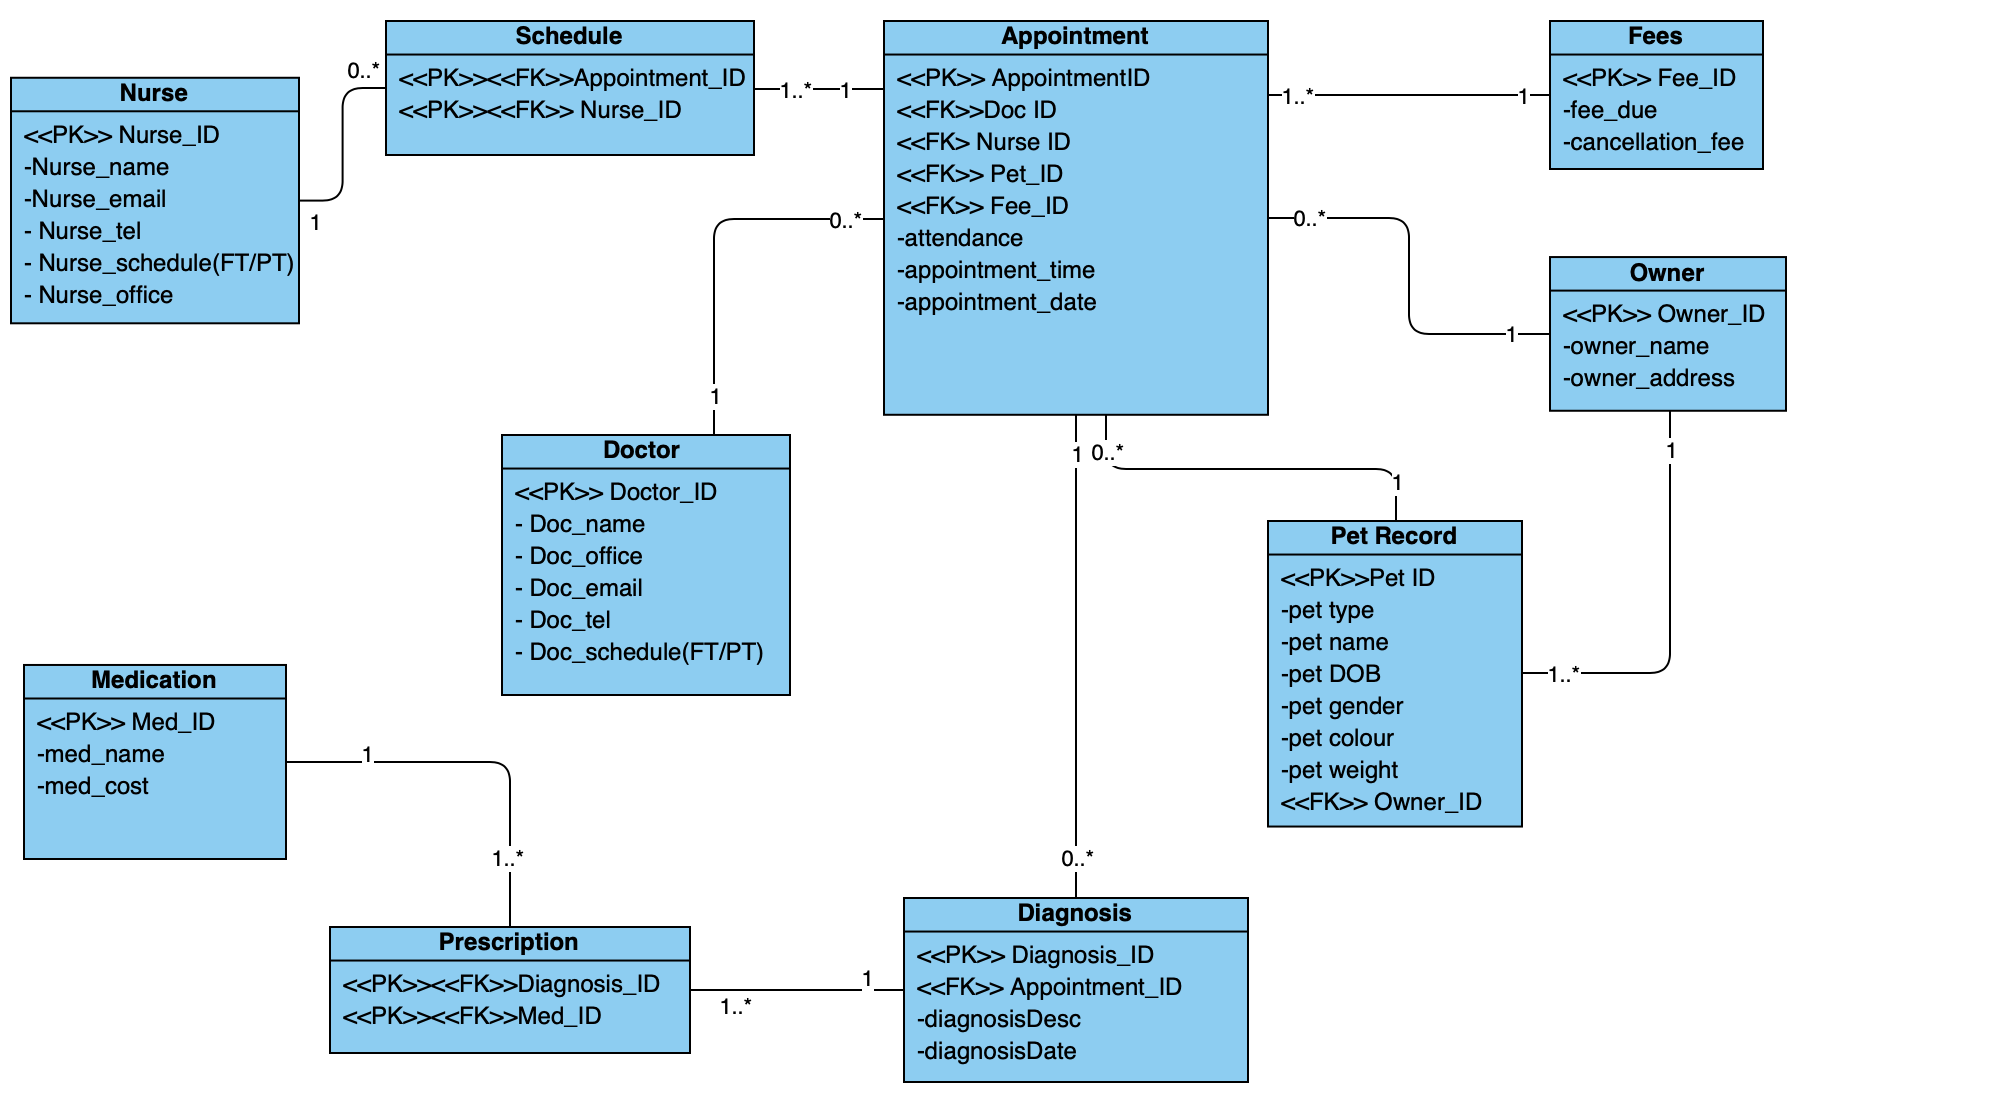 Schedule
<<PK>><<FK>>Appointment_ID
<<PK>><<FK>> Nurse_ID
0..*
1..*
1
Nurse
<<PK>> Nurse_ID
-Nurse_name
-Nurse_email
- Nurse_tel
- Nurse_schedule(FT/PT)
- Nurse_office
1
Appointment
<<PK>> AppointmentID
<<FK>>Doc ID
<<FK> Nurse ID
<<FK>> Pet_ID
<<FK>> Fee_ID
-attendance
-appointment_time
-appointment_date
1..*
1
Fees
<<PK>> Fee_ID
-fee_due
-cancellation_fee
0..*
0..*
1
Owner
<<PK>> Owner_ID
-owner_name
-owner_address
1
1
0..*
1
1
Doctor
<<PK>> Doctor_ID
- Doc_name
- Doc_office
- Doc_email
- Doc_tel
- Doc_schedule(FT/PT)
Pet Record
<<PK>>Pet ID
-pet type
-pet name
-pet DOB
-pet gender
-pet colour
-pet weight
<<FK>> Owner_ID
1..*
Medication
<<PK>> Med_ID
-med_name
-med_cost
1
1..*
0..*
Prescription
<<PK>><<FK>>Diagnosis_ID
<<PK>><<FK>>Med_ID
1..*
1
Diagnosis
<<PK>> Diagnosis_ID
<<FK>> Appointment_ID
-diagnosisDesc
-diagnosisDate